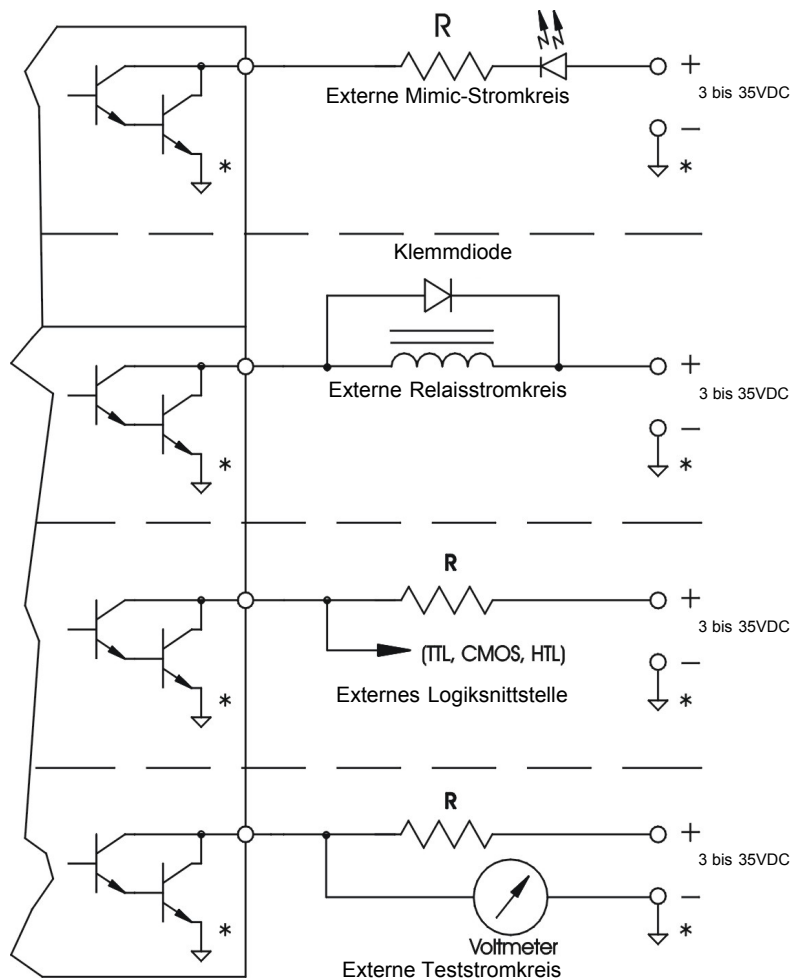 R
+
3 bis 35VDC
Externe Mimic-Stromkreis
−
*
*
Klemmdiode
+
3 bis 35VDC
Externe Relaisstromkreis
−
*
*
R
+
3 bis 35VDC
(TTL, CMOS, HTL)
−
Externes Logiksnittstelle
*
*
R
+
3 bis 35VDC
−
*
*
Voltmeter
Externe Teststromkreis